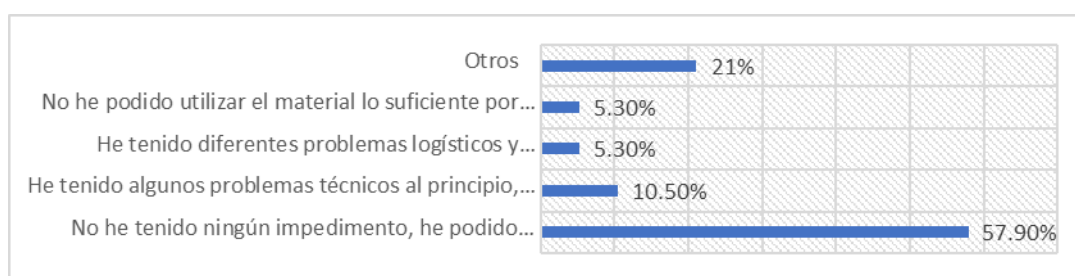 Otros 21%
No he podido utilizar el material lo suficiente por... 5.30%
He tenido diferentes problemas logísticos y... 5.30%
He tenido algunos problemas técnicos al principio,... 10.50%
No he tenido ningún impedimento, he podido... 57.90%